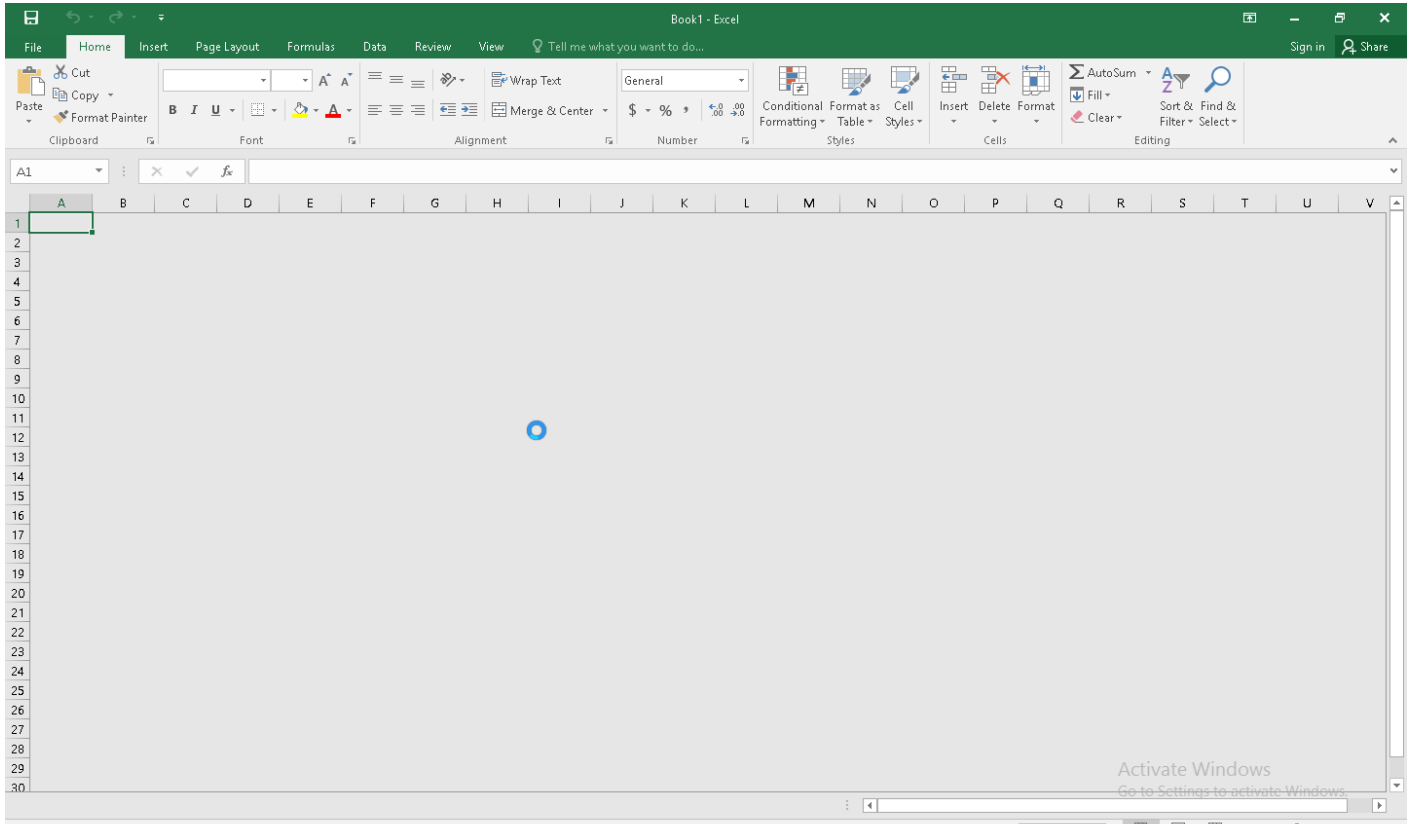 Book1 - Excel
File Home Insert Page Layout Formulas Data Review View Tell me what you want to do... Sign in Share
Cut
Copy
Format Painter
Paste
B I U A A A
Wrap Text
Merge & Center
General
$ % , .0 .00 .00 .0
Conditional Formatting
Format as Table
Cell Styles
Insert Delete Format
AutoSum
Fill
Clear
Sort & Filter
Find & Select
Clipboard Font Alignment Number Styles Cells Editing
A1 fx
A B C D E F G H I J K L M N O P Q R S T U V
1
2
3
4
5
6
7
8
9
10
11
12
13
14
15
16
17
18
19
20
21
22
23
24
25
26
27
28
29
30
Activate Windows
Go to Settings to activate Windows.